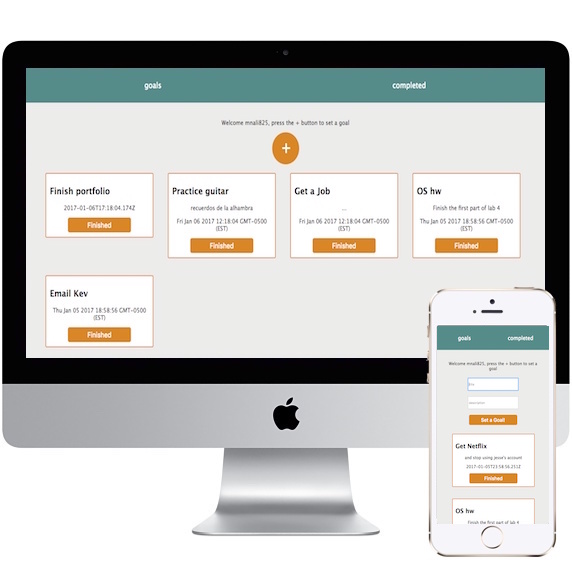 goals
completed
Welcome mnali825, press the + button to set a goal
+
Finish portfolio
2017-01-06T17:18:04.174Z
Finished
Practice guitar
recuerdos de la alhambra
Fri Jan 06 2017 12:18:04 GMT-0500
(EST)
Finished
Get a Job
...
Fri Jan 06 2017 12:18:04 GMT-0500
(EST)
Finished
OS hw
Finish the first part of lab 4
Thu Jan 05 2017 18:58:56 GMT-0500
(EST)
Finished
Email Kev
Thu Jan 05 2017 18:58:56 GMT-0500
(EST)
Finished
goals
completed
Welcome mnali825, press the + button to set a
goal
Set a Goal!
Get Netflix
and stop using Jesse's account
2017-01-05T23:58:56.231Z
Finished
OS hw
Finish the first part of lab 4